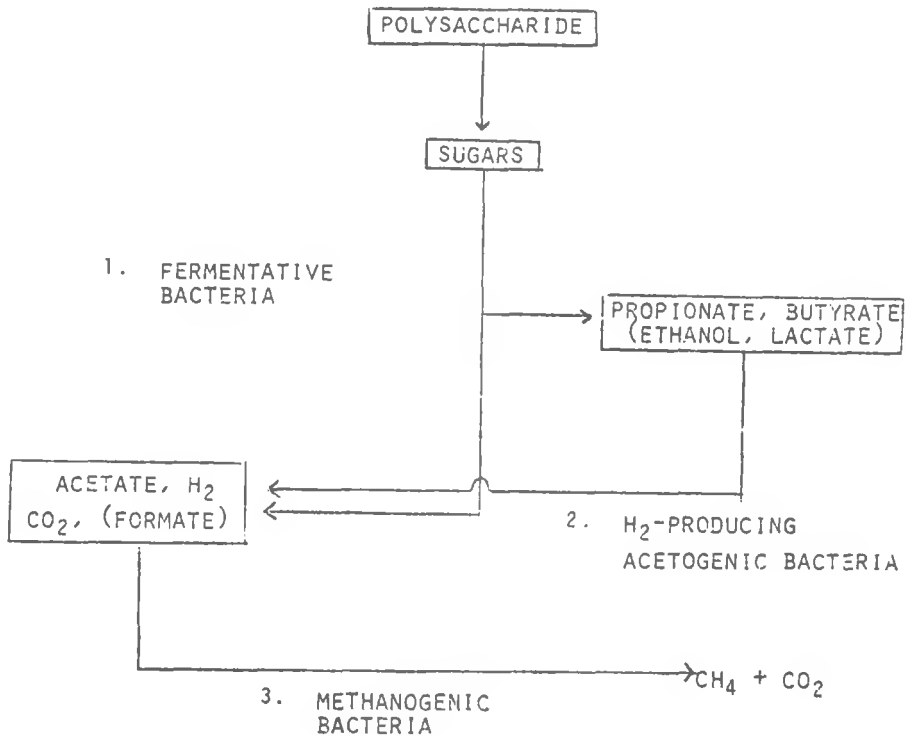 POLYSACCHARIDE
SUGARS
1. FERMENTATIVE
BACTERIA
PROPIONATE, BUTYRATE
(ETHANOL, LACTATE)
ACETATE, H₂
CO₂, (FORMATE)
2. H₂-PRODUCING
ACETOGENIC BACTERIA
CH₄ + CO₂
3. METHANOGENIC
BACTERIA